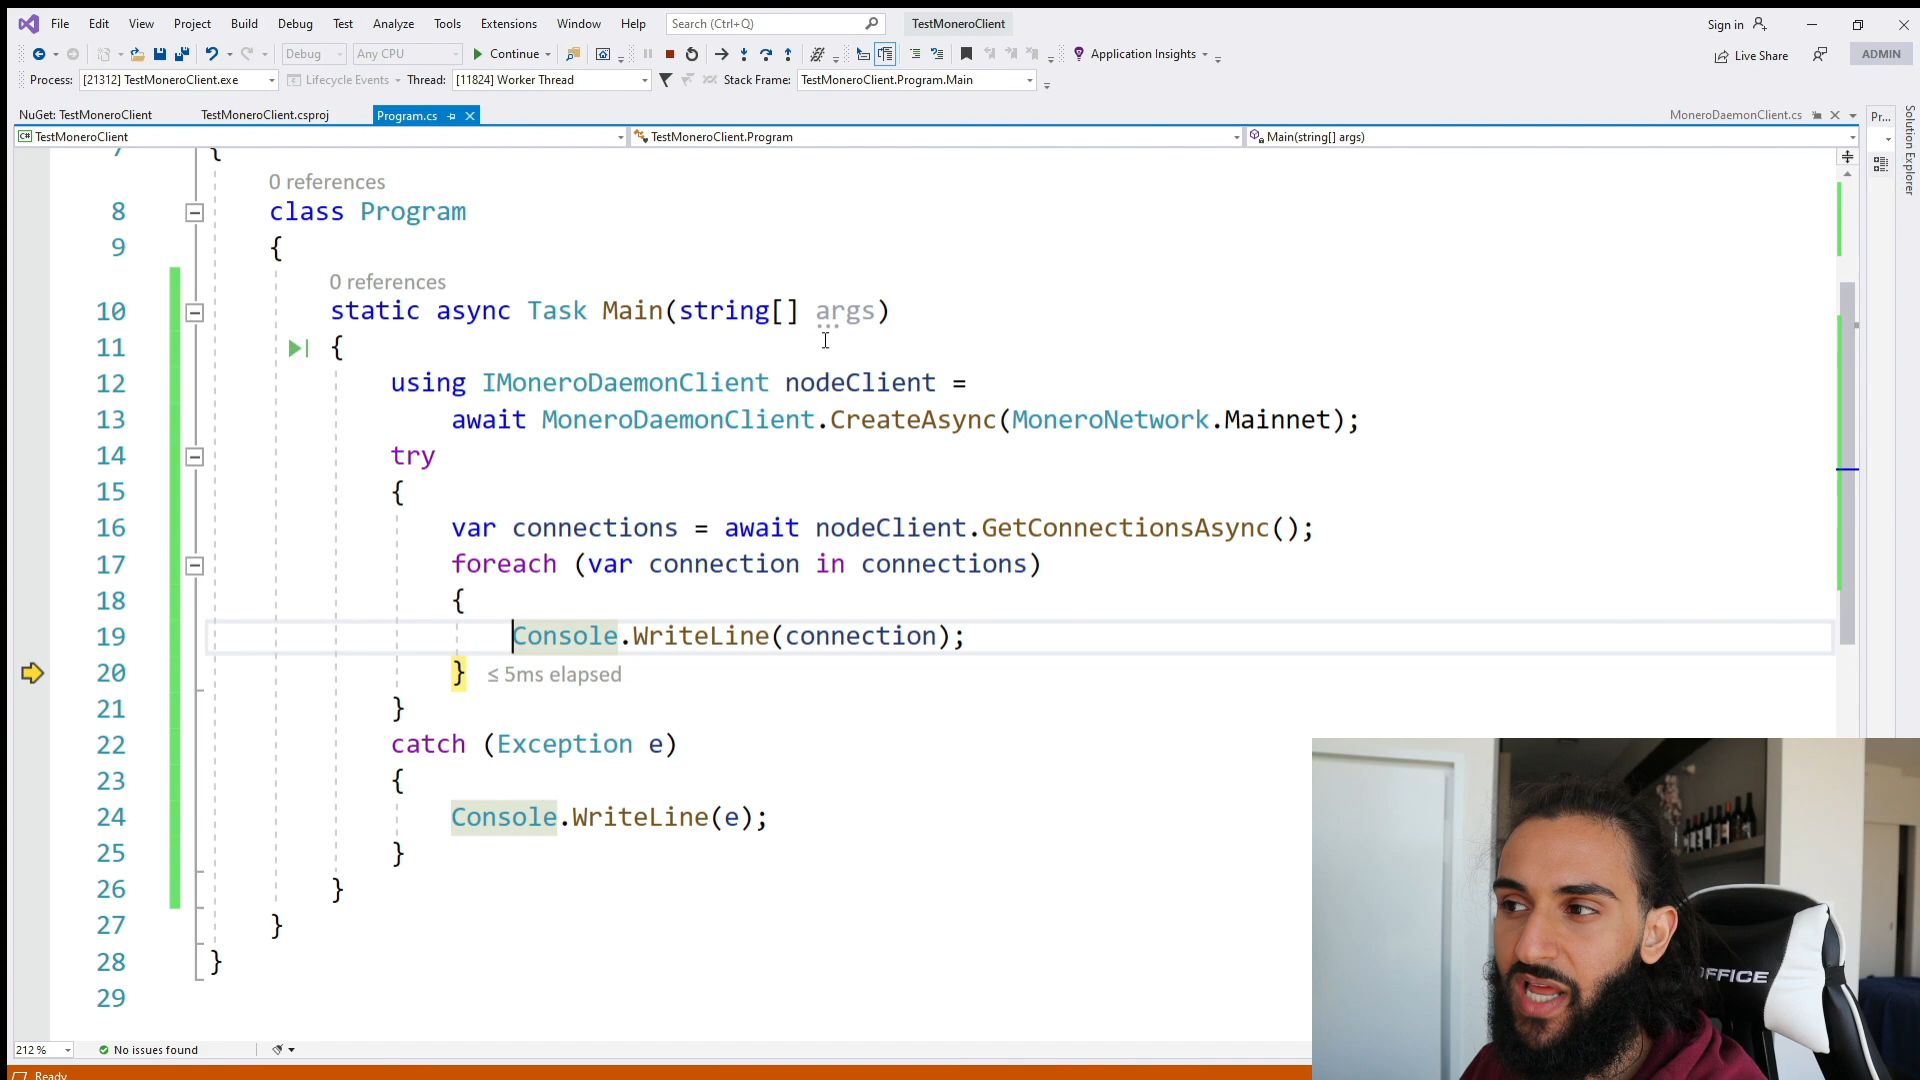 File Edit View Project Build Debug Test Analyze Tools Extensions Window Help Search (Ctrl+Q) TestMoneroClient Sign in
Debug Any CPU Continue Application Insights Live Share ADMIN
Process: [21312] TestMoneroClient.exe Lifecycle Events Thread: [11824] Worker Thread Stack Frame: TestMoneroClient.Program.Main
NuGet: TestMoneroClient TestMoneroClient.csproj Program.cs MoneroDaemonClient.cs Pr...
Solution Explorer
TestMoneroClient TestMoneroClient.Program Main(string[] args)
7 {
0 references
8 class Program
9 {
0 references
10 static async Task Main(string[] args)
11 {
12 using IMoneroDaemonClient nodeClient =
13 await MoneroDaemonClient.CreateAsync(MoneroNetwork.Mainnet);
14 try
15 {
16 var connections = await nodeClient.GetConnectionsAsync();
17 foreach (var connection in connections)
18 {
19 Console.WriteLine(connection);
20 } ≤ 5ms elapsed
21 }
22 catch (Exception e)
23 {
24 Console.WriteLine(e);
25 }
26 }
27 }
28 }
29
OFFICE
212 % No issues found
Ready